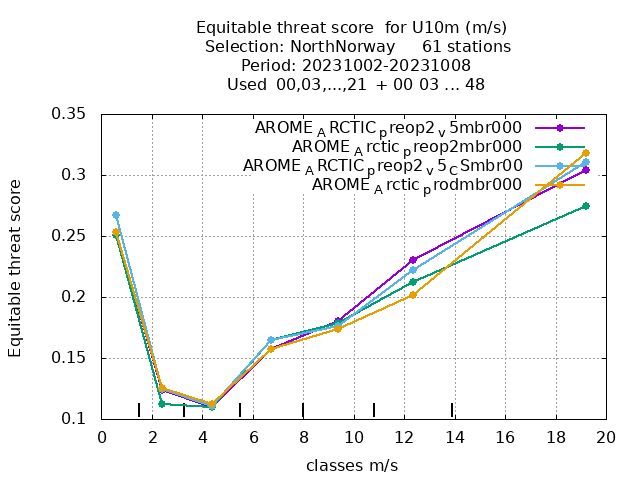 Equitable threat score  for U10m (m/s)
Selection: NorthNorway     61 stations
Period: 20231002-20231008
Used  00,03,...,21  + 00 03 ... 48
0.35
AROME_ARCTIC_preop2_v5mbr000
AROME_Arctic_preop2mbr000
AROME_ARCTIC_preop2_v5_CSmbr00
AROME_Arctic_prodmbr000
0.3
0.25
0.2
0.15
0.1
Equitable threat score
0 2 4 6 8 10 12 14 16 18 20
classes m/s